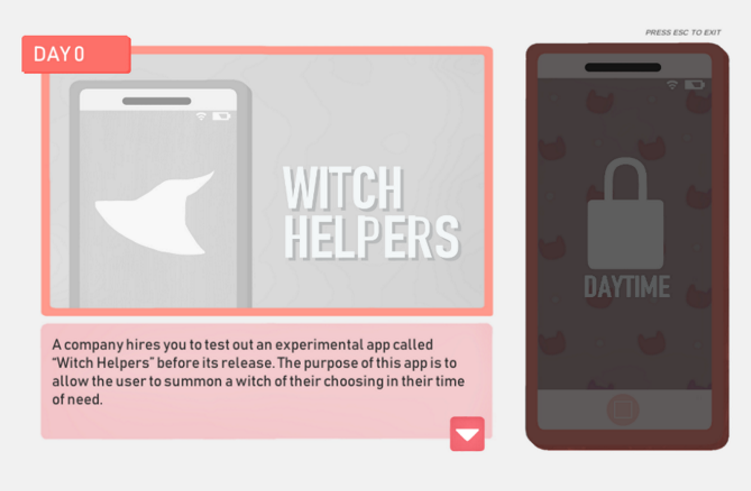 PRESS ESC TO EXIT
DAY 0
WITCH
HELPERS
DAYTIME
A company hires you to test out an experimental app called
“Witch Helpers” before its release. The purpose of this app is to
allow the user to summon a witch of their choosing in their time
of need.